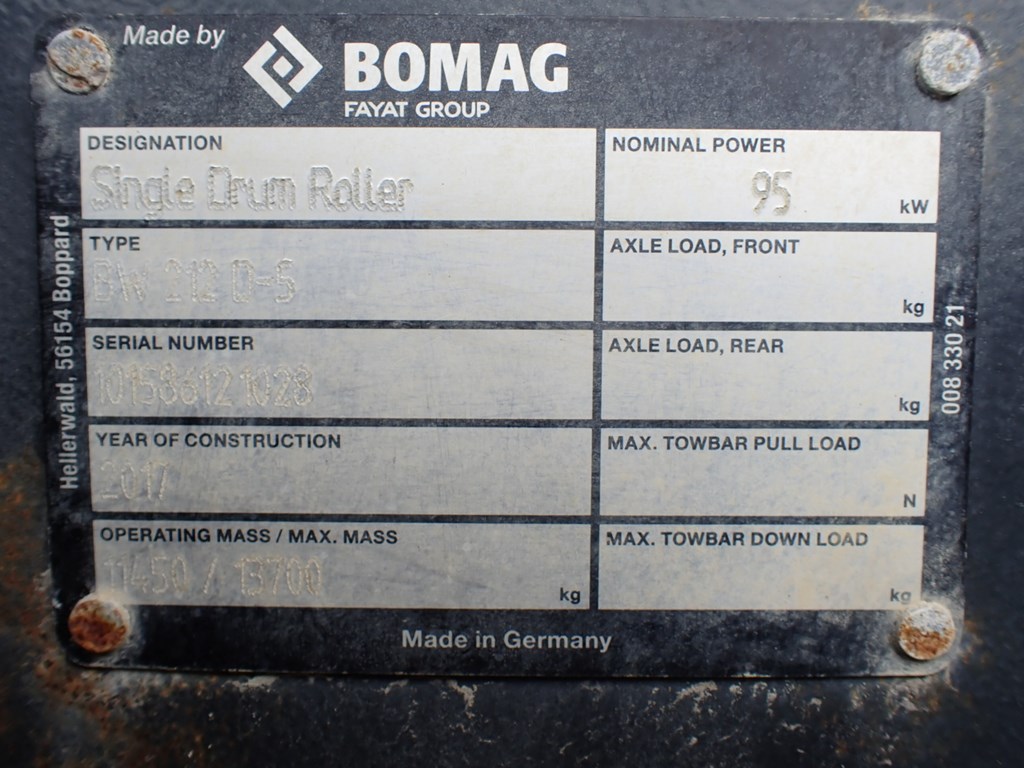 Made by
BOMAG
FAYAT GROUP
DESIGNATION
Single Drum Roller
NOMINAL POWER
95 kW
TYPE
BW 212 D-5
AXLE LOAD, FRONT
kg
SERIAL NUMBER
101586121028
AXLE LOAD, REAR
kg
YEAR OF CONSTRUCTION
2017
MAX. TOWBAR PULL LOAD
N
OPERATING MASS / MAX. MASS
11450 / 13700 kg
MAX. TOWBAR DOWN LOAD
kg
Made in Germany
Hellerwald, 56154 Boppard
008 330 21